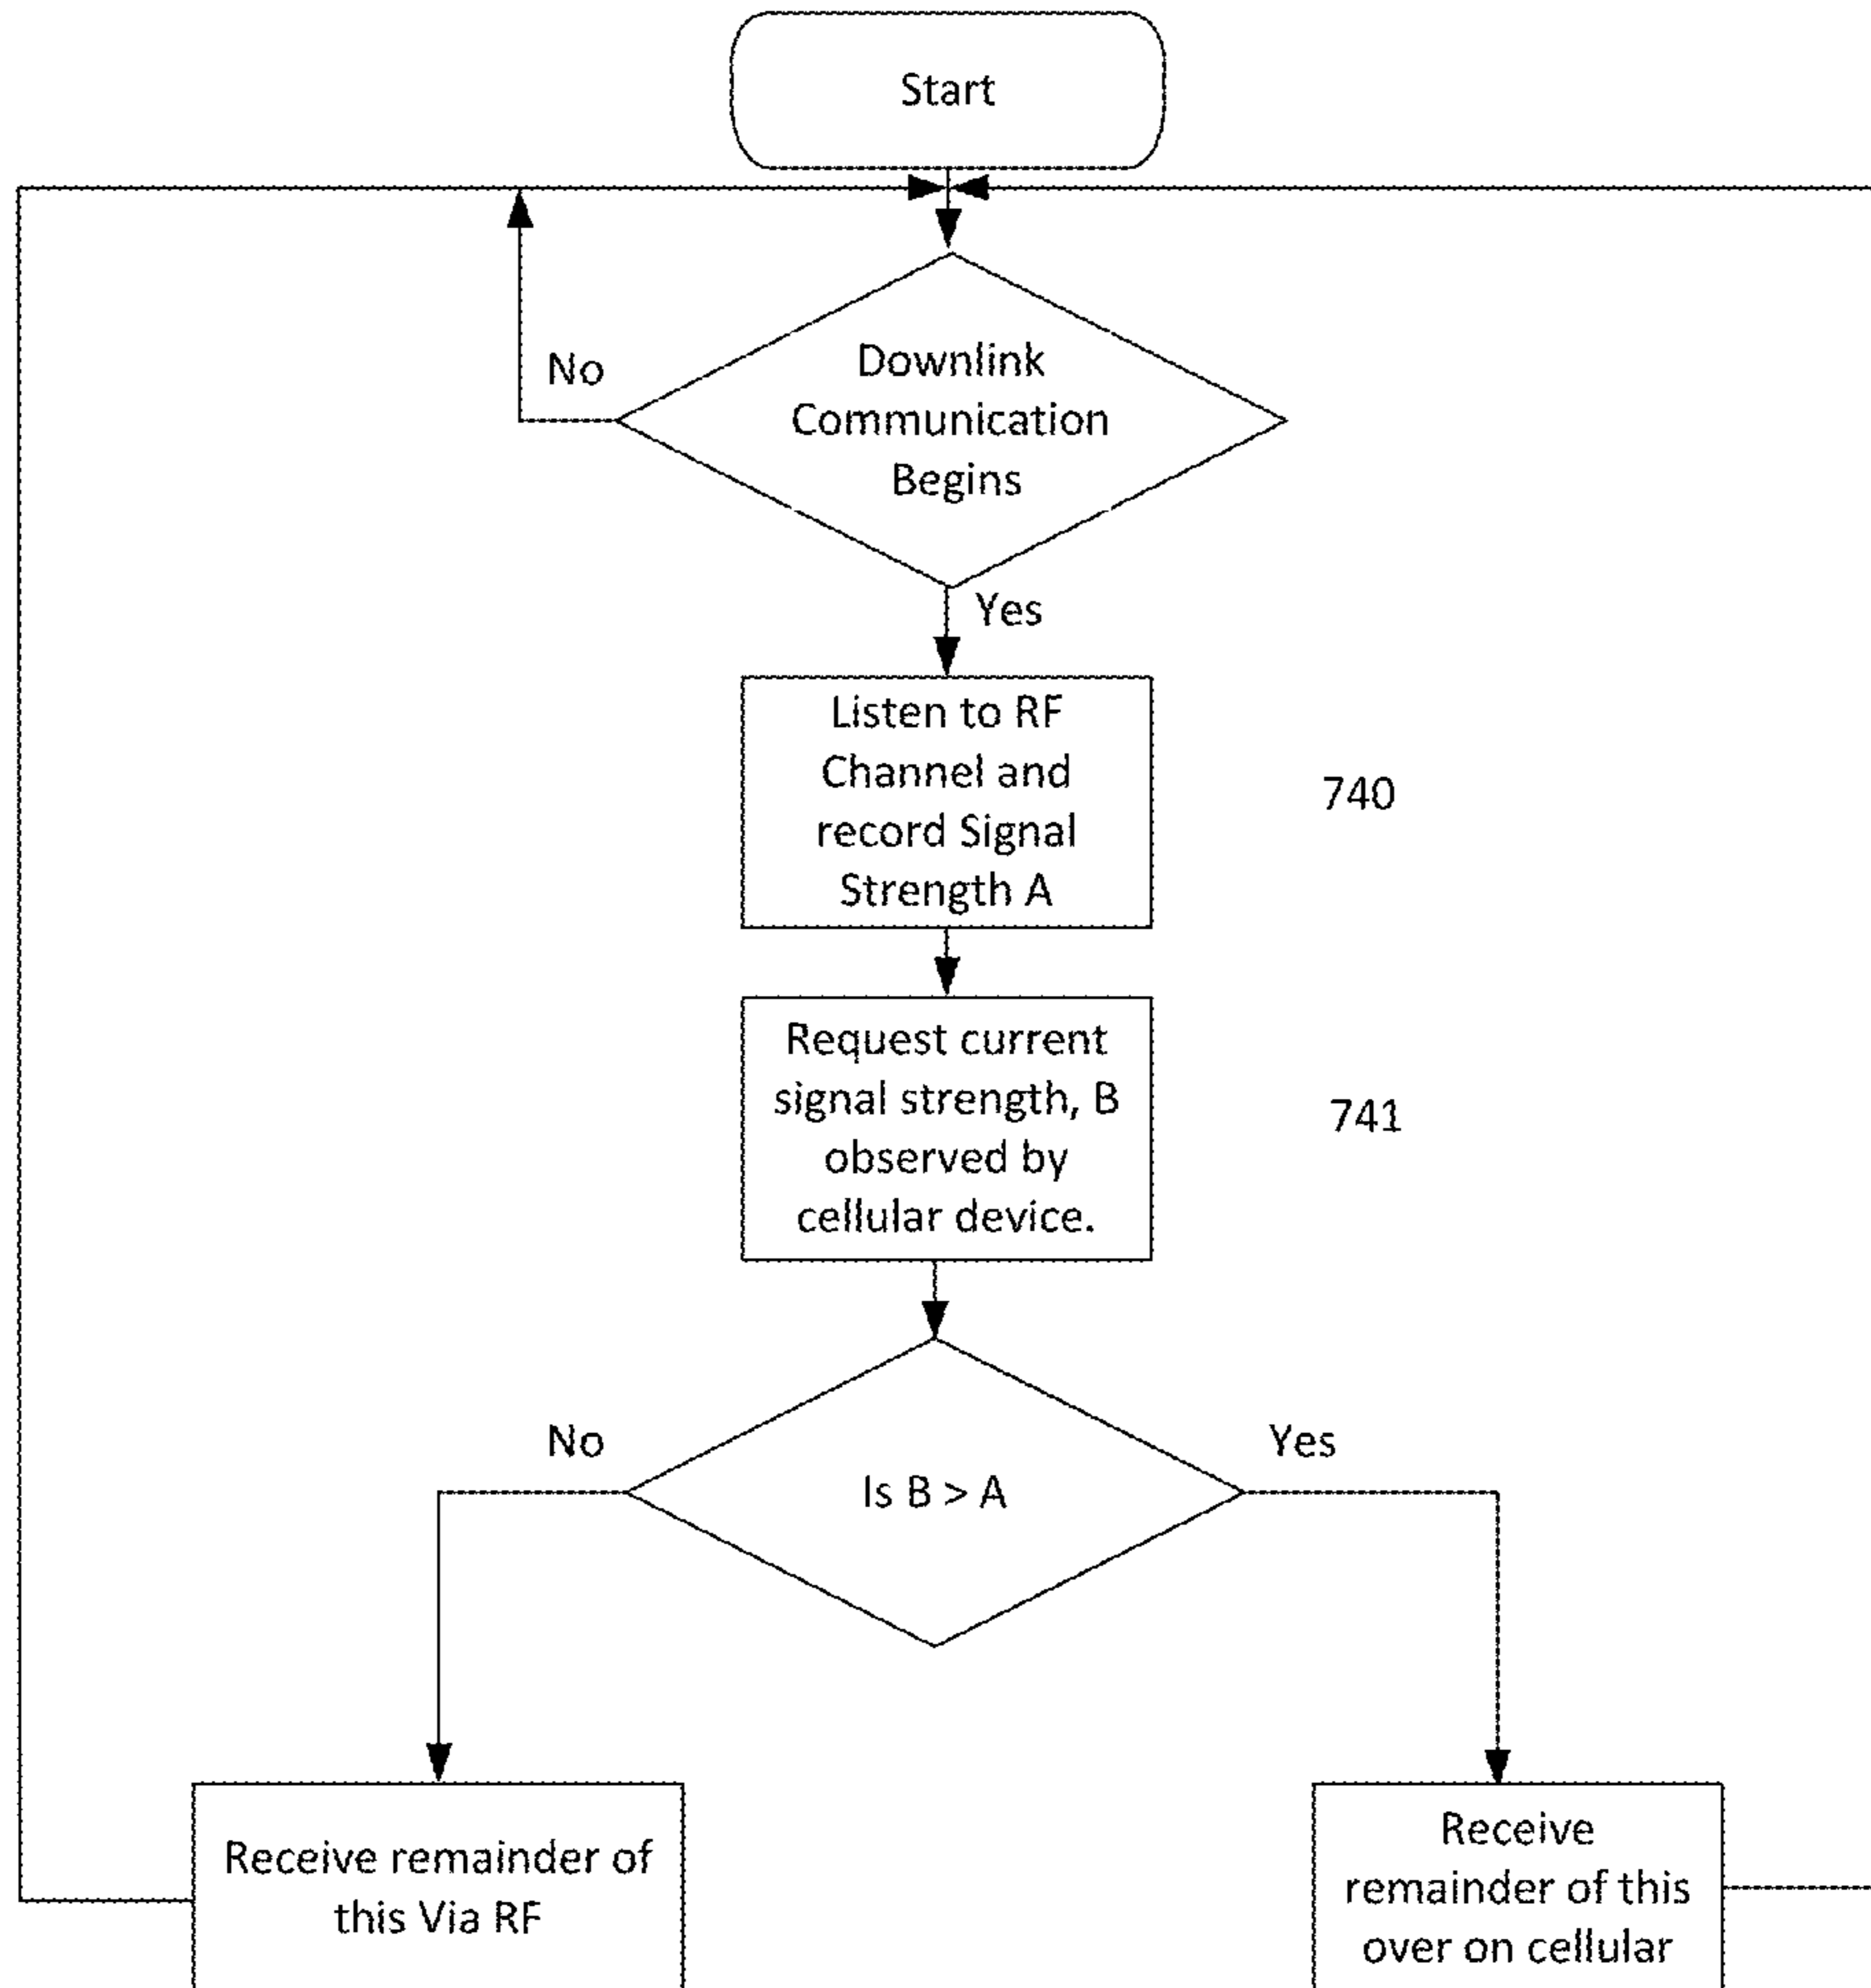 Start
No
Downlink
Communication
Begins
Yes
Listen to RF
Channel and
record Signal
Strength A
740
Request current
signal strength, B
observed by
cellular device.
741
No
Is B > A
Yes
Receive remainder of
this Via RF
Receive
remainder of this
over on cellular